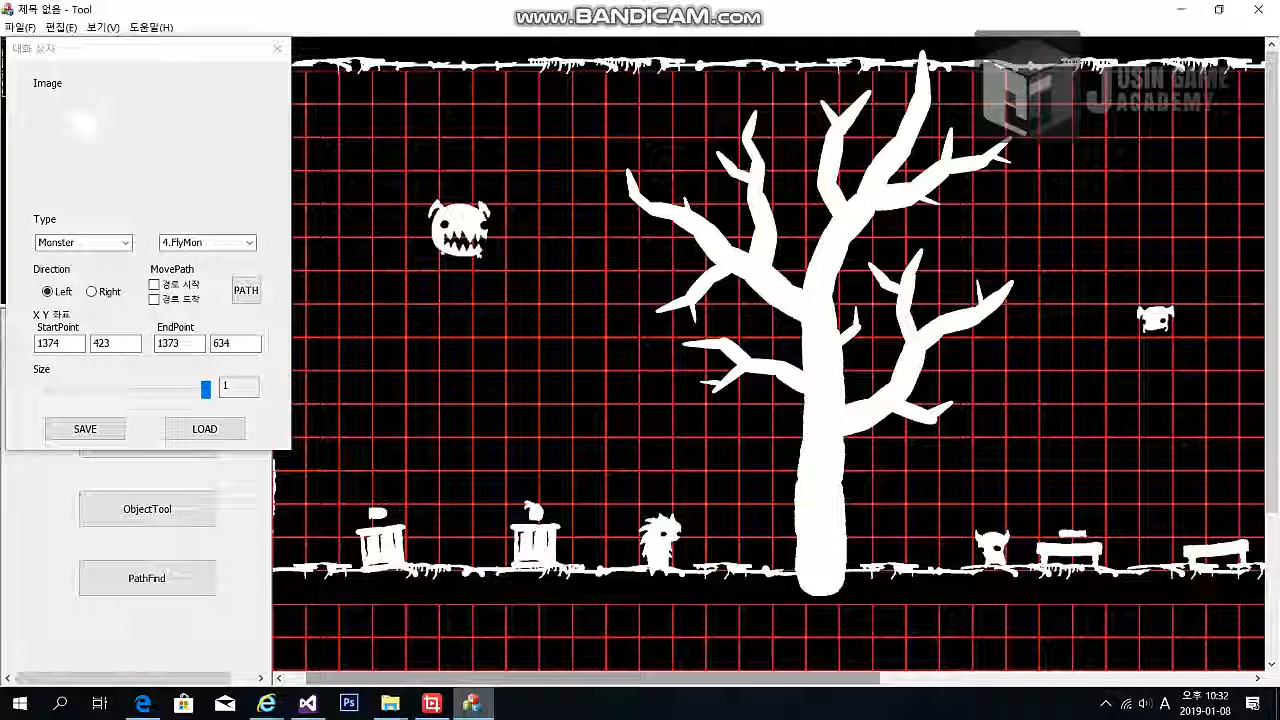 제목 없음 - Tool
www.BANDICAM.com
파일(F) 편집(E) 보기(V) 도움말(H)
대화 상자
JUSIN GAME
ACADEMY
Image
Type
Monster
4.FlyMon
Direction
MovePath
Left
Right
경로 시작
경로 도착
PATH
X Y 좌표
StartPoint
EndPoint
1374
423
1373
634
Size
1
SAVE
LOAD
ObjectTool
PathFind
Ps
A
오후 10:32
2019-01-08